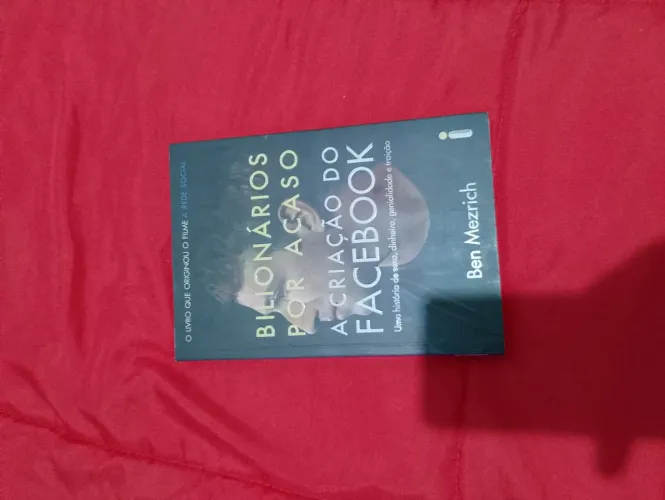 O LIVRO QUE ORIGINOU O FILME A REDE SOCIAL
BILIONÁRIOS
POR ACASO
A CRIAÇÃO DO
FACEBOOK
Uma história de sexo, dinheiro, genialidade e traição
Ben Mezrich